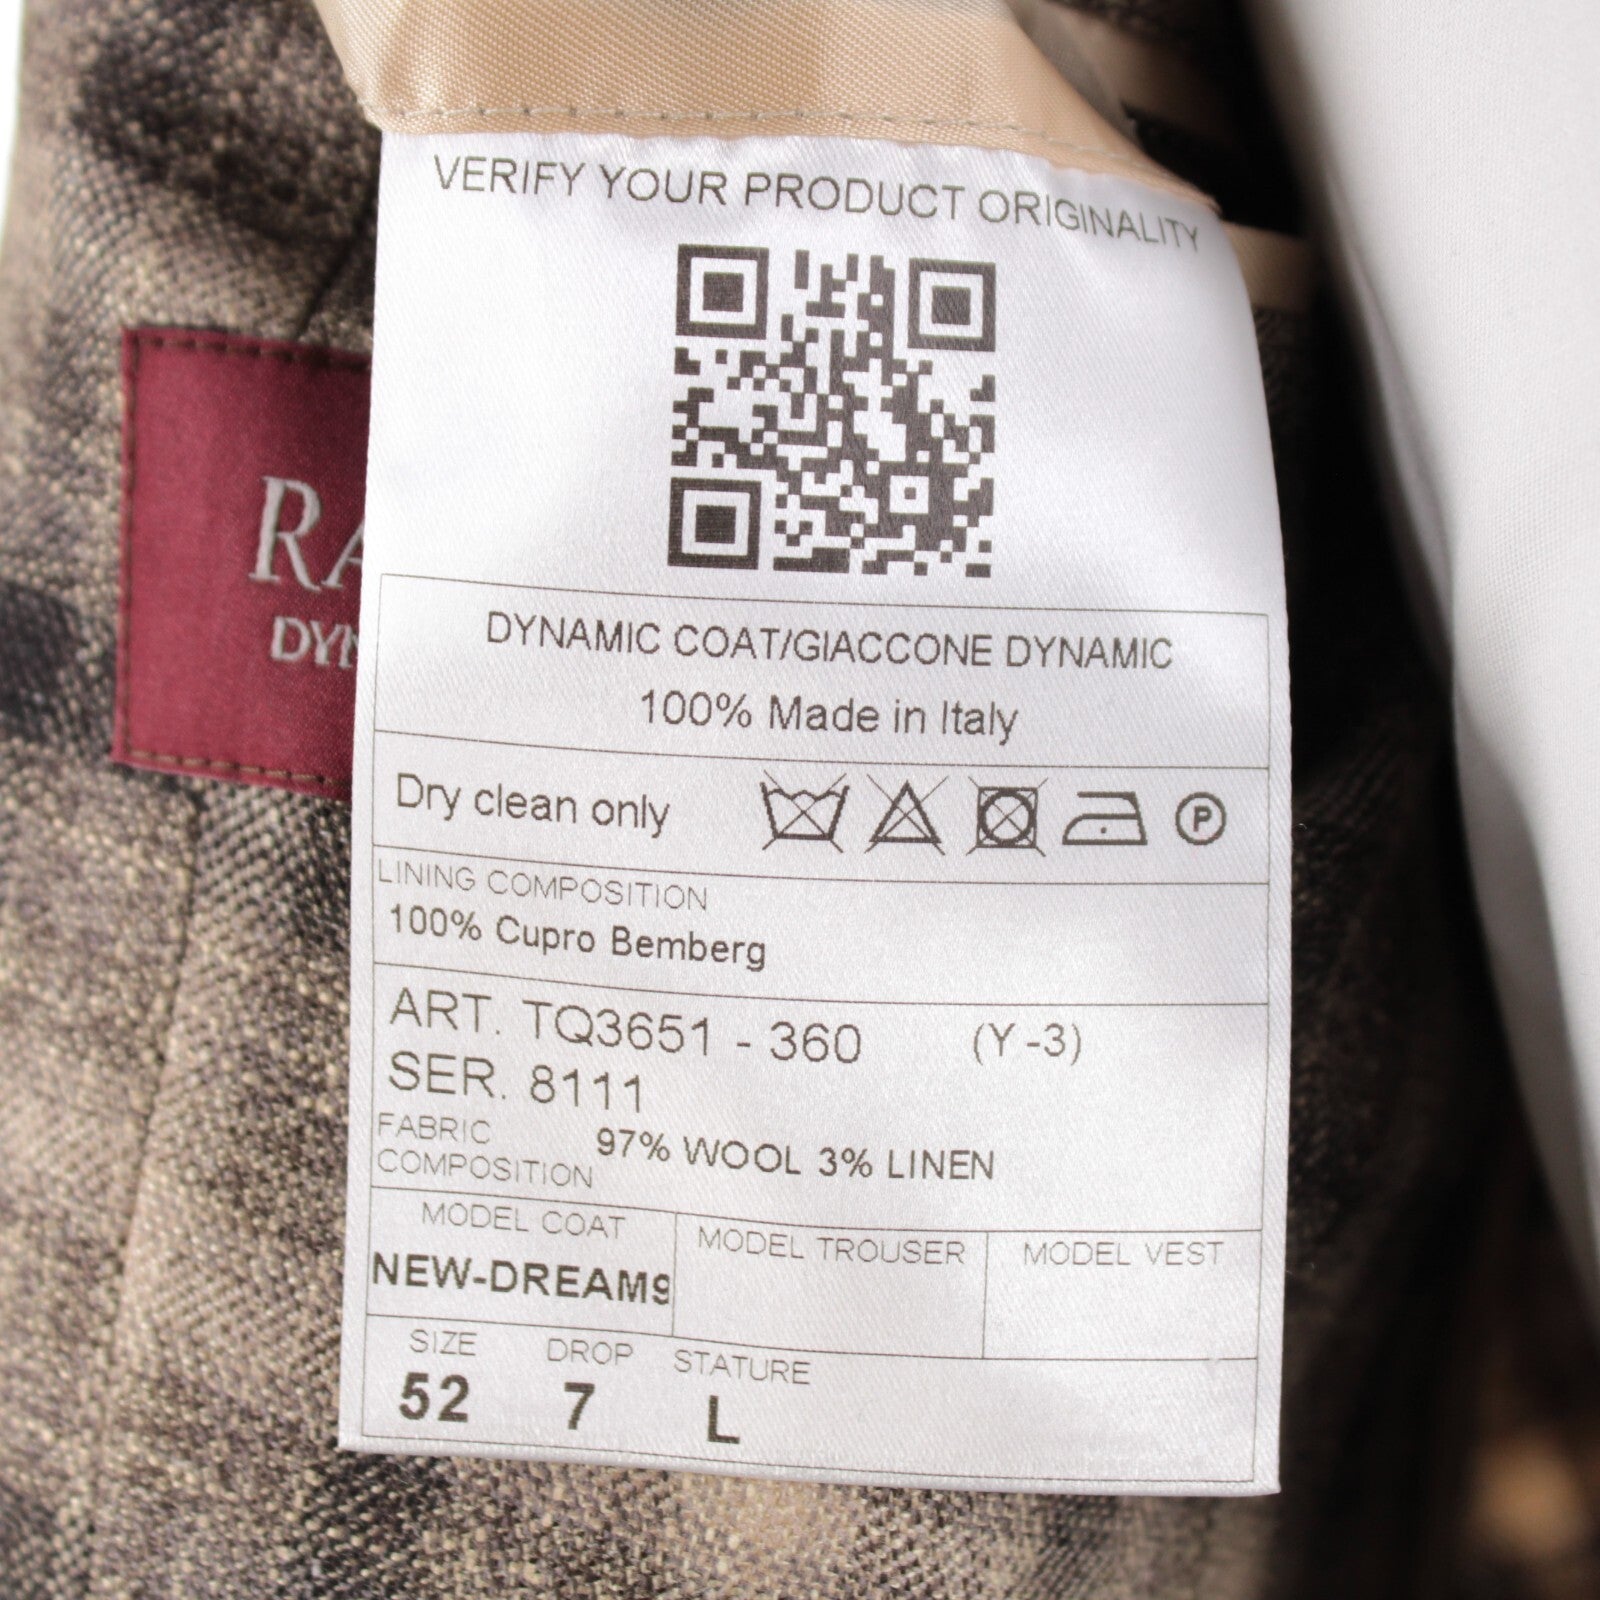 VERIFY YOUR PRODUCT ORIGINALITY
DYNAMIC COAT/GIACCONE DYNAMIC
100% Made in Italy
Dry clean only
P
LINING COMPOSITION
100% Cupro Bemberg
ART. TQ3651 - 360 (Y -3)
SER. 8111
FABRIC COMPOSITION 97% WOOL 3% LINEN
MODEL COAT MODEL TROUSER MODEL VEST
NEW-DREAM9
SIZE DROP STATURE
52 7 L